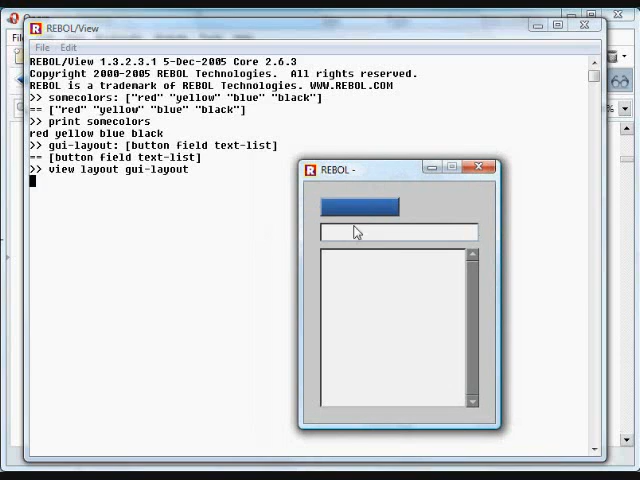 REBOL/View
File Edit
REBOL/View 1.3.2.3.1 5-Dec-2005 Core 2.6.3
Copyright 2000-2005 REBOL Technologies. All rights reserved.
REBOL is a trademark of REBOL Technologies. WWW.REBOL.COM
>> somecolors: ["red" "yellow" "blue" "black"]
== ["red" "yellow" "blue" "black"]
>> print somecolors
red yellow blue black
>> gui-layout: [button field text-list]
== [button field text-list]
>> view layout gui-layout
REBOL -